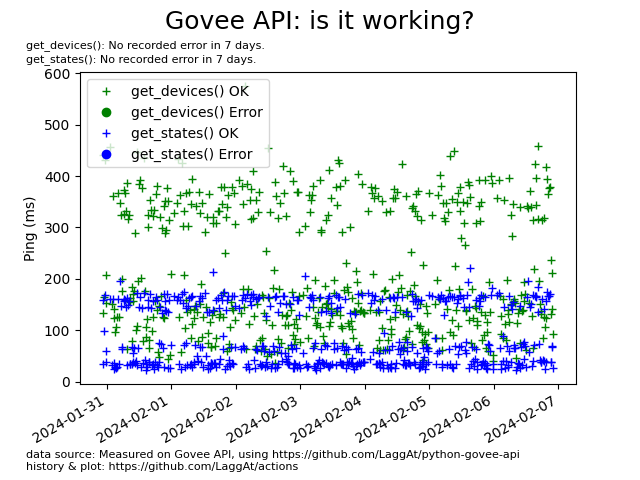 Govee API: is it working?
get_devices(): No recorded error in 7 days.
get_states(): No recorded error in 7 days.
get_devices() OK
get_devices() Error
get_states() OK
get_states() Error
600
500
400
300
200
100
0
Ping (ms)
2024-01-31
2024-02-01
2024-02-02
2024-02-03
2024-02-04
2024-02-05
2024-02-06
2024-02-07
data source: Measured on Govee API, using https://github.com/LaggAt/python-govee-api
history & plot: https://github.com/LaggAt/actions